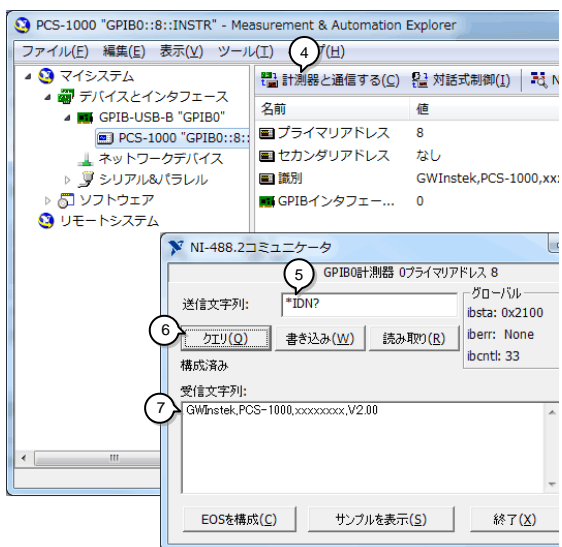 PCS-1000 "GPIB0::8::INSTR" - Measurement & Automation Explorer
ファイル(F) 編集(E) 表示(V) ツール(T) (H)
4
マイシステム
デバイスとインタフェース
GPIB-USB-B "GPIB0"
PCS-1000 "GPIB0::8::
ネットワークデバイス
シリアル&パラレル
ソフトウェア
リモートシステム
計測器と通信する(C) 対話式制御(I) N
名前 値
プライマリアドレス 8
セカンダリアドレス なし
識別 GWInstek,PCS-1000,xx
GPIBインタフェー... 0
NI-488.2コミュニケータ
5
GPIB0計測器 0プライマリアドレス 8
送信文字列: *IDN?
グローバル
ibsta: 0x2100
iberr: None
ibcntl: 33
6
クエリ(Q) 書き込み(W) 読み取り(R)
構成済み
受信文字列:
7
GWInstek,PCS-1000,xxxxxxxx,V2.00
EOSを構成(C) サンプルを表示(S) 終了(X)